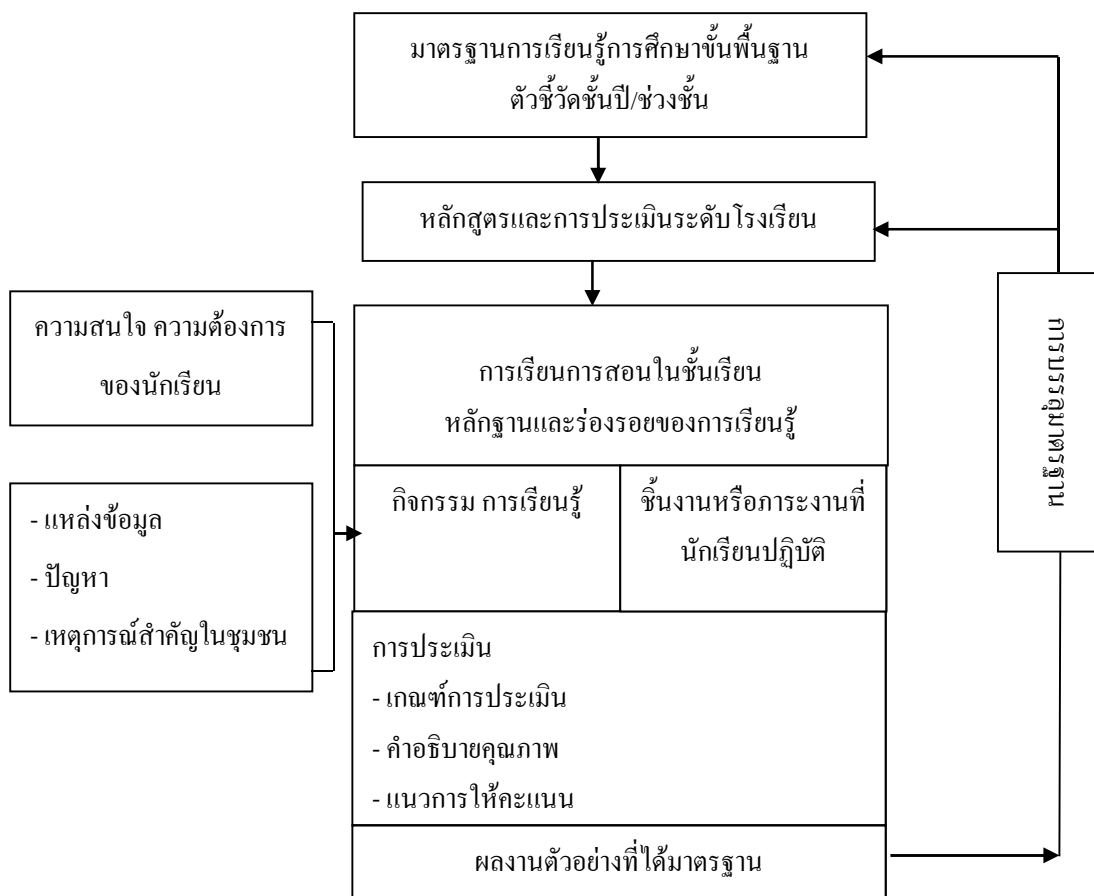 มาตรฐานการเรียนรู้การศึกษาขั้นพื้นฐาน
ตัวชี้วัดชั้นปี/ช่วงชั้น
หลักสูตรและการประเมินระดับโรงเรียน
ความสนใจ ความต้องการ
ของนักเรียน
- แหล่งข้อมูล
- ปัญหา
- เหตุการณ์สำคัญในชุมชน
การเรียนการสอนในชั้นเรียน
หลักฐานและร่องรอยของการเรียนรู้
กิจกรรม การเรียนรู้
ชิ้นงานหรือภาระงานที่
นักเรียนปฏิบัติ
การประเมิน
- เกณฑ์การประเมิน
- คำอธิบายคุณภาพ
- แนวการให้คะแนน
ผลงานตัวอย่างที่ได้มาตรฐาน
การบรรลุมาตรฐาน